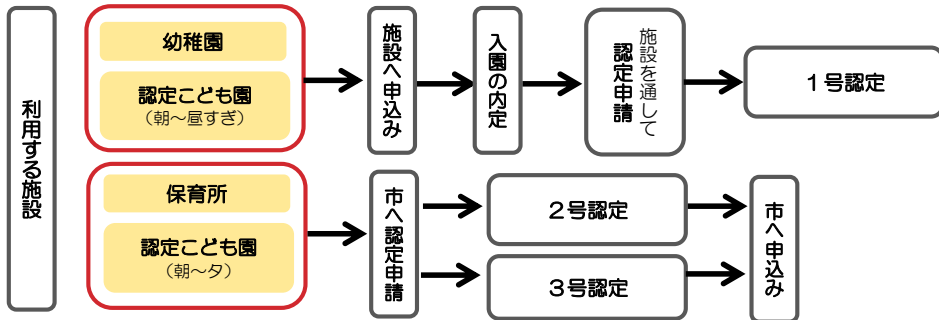 利用する施設
幼稚園
認定こども園
（朝～昼すぎ）
施設へ申込み
入園の内定
施設を通して
認定申請
１号認定
保育所
認定こども園
（朝～夕）
市へ認定申請
２号認定
３号認定
市へ申込み